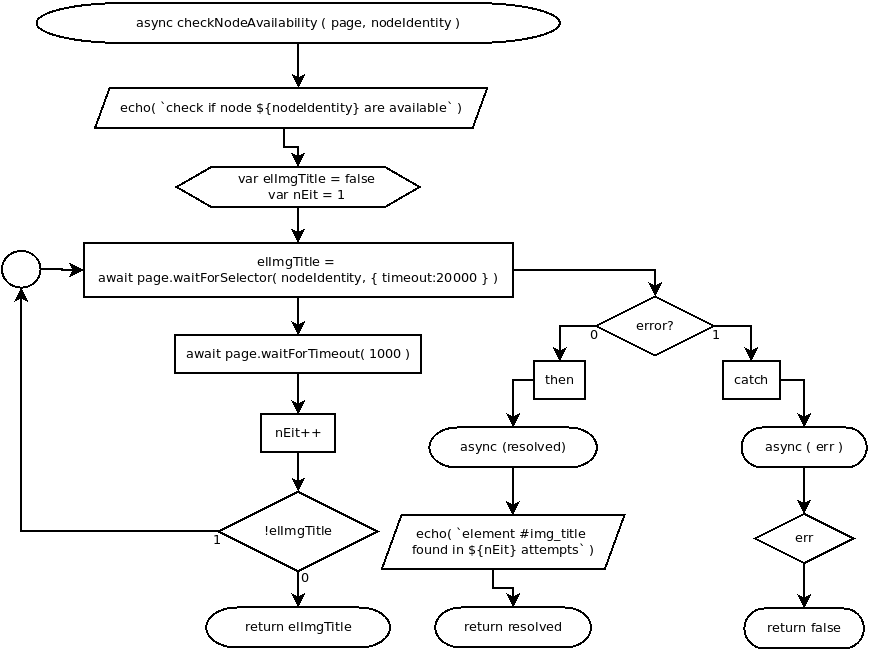 async checkNodeAvailability ( page, nodeIdentity )
echo( `check if node ${nodeIdentity} are available` )
var elImgTitle = false
var nEit = 1
elImgTitle =
await page.waitForSelector( nodeIdentity, { timeout:20000 } )
error?
0
1
await page.waitForTimeout( 1000 )
then
catch
nEit++
async (resolved)
async ( err )
!elImgTitle
1
0
echo( `element #img_title
found in ${nEit} attempts` )
err
return elImgTitle
return resolved
return false